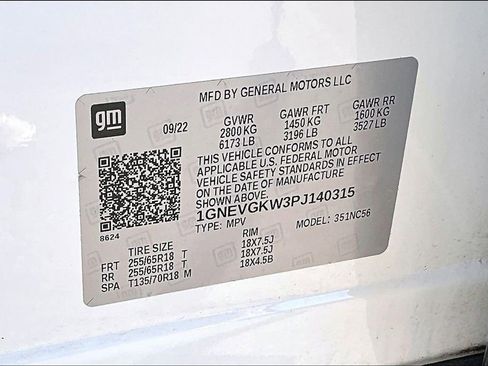 MFD BY GENERAL MOTORS LLC
gm
09/22 GVWR GAWR FRT GAWR RR
2800 KG 1450 KG 1600 KG
6173 LB 3196 LB 3527 LB
THIS VEHICLE CONFORMS TO ALL
APPLICABLE U.S. FEDERAL MOTOR
VEHICLE SAFETY STANDARDS IN EFFECT
ON THE DATE OF MANUFACTURE
1GNEVGKW3PJ140315
TYPE: MPV MODEL: 351NC56
8624
TIRE SIZE RIM
FRT 255/65R18 T 18X7.5J
RR 255/65R18 T 18X7.5J
SPA T135/70R18 M 18X4.5B